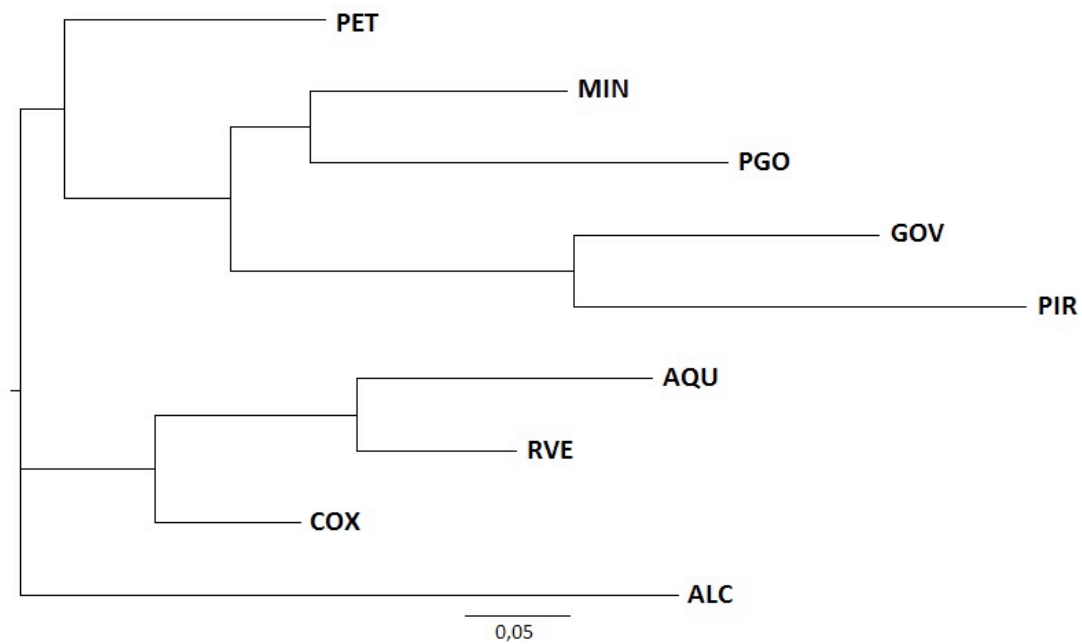 PET
MIN
PGO
GOV
PIR
AQU
RVE
COX
ALC
0,05